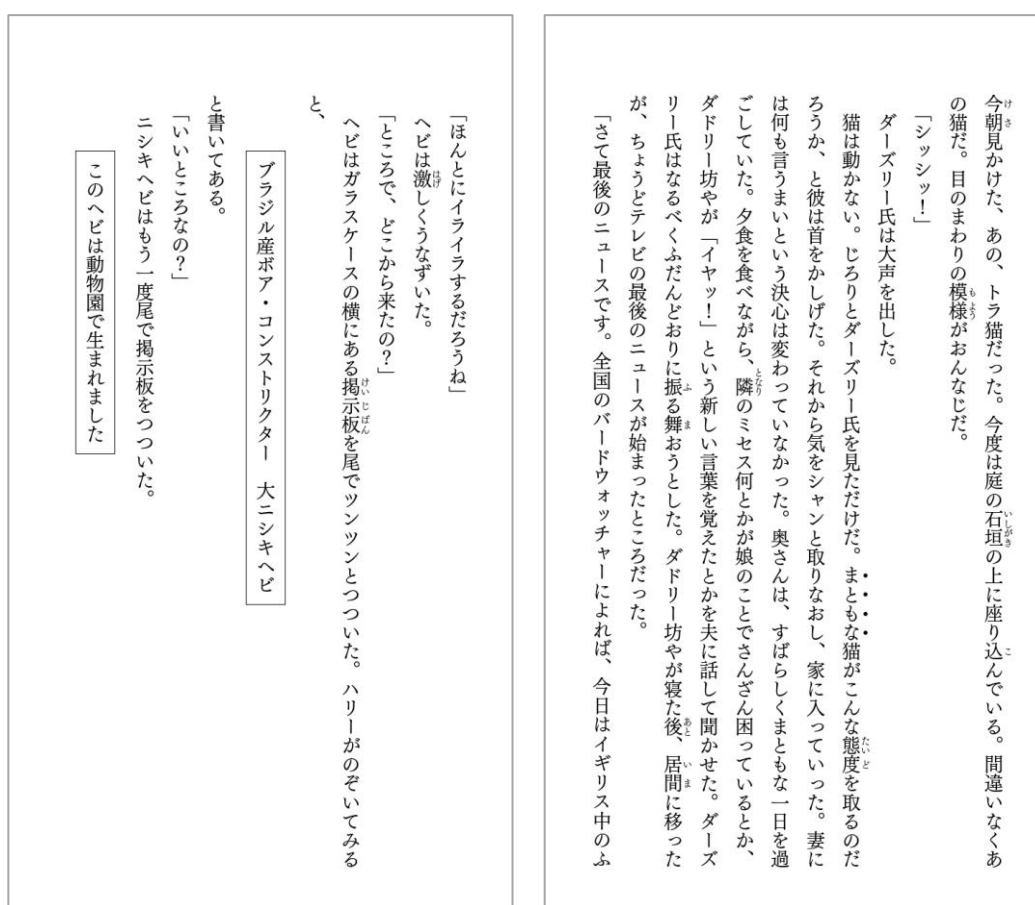 今朝見かけた、あの、トラ猫だった。今度は庭の石垣の上に座り込んでいる。間違いなくあ
の猫だ。目のまわりの模様がおんなじだ。
「シッシッ！」
ダーズリー氏は大声を出した。
猫は動かない。じろりとダーズリー氏を見ただけだ。まともな猫がこんな態度を取るのだ
ろうか、と彼は首をかしげた。それから気をシャンと取りなおし、家に入っていった。妻に
は何も言うまいという決心は変わっていなかった。奥さんは、すばらしくまともな一日を過
ごしていた。夕食を食べながら、隣のミセス何とかが娘のことでさんざん困っているとか、
ダドリー坊やが「イヤッ！」という新しい言葉を覚えたとかを夫に話して聞かせた。ダーズ
リー氏はなるべくふだんどおりに振る舞おうとした。ダドリー坊やが寝た後、居間に移った
が、ちょうどテレビの最後のニュースが始まったところだった。
「さて最後のニュースです。全国のバードウォッチャーによれば、今日はイギリス中のふ
「ほんとにイライラするだろうね」
ヘビは激しくうなずいた。
「ところで、どこから来たの？」
ヘビはガラスケースの横にある掲示板を尾でツンツンとつついた。ハリーがのぞいてみる
と、
ブラジル産ボア・コンストリクター　大ニシキヘビ
と書いてある。
「いいところなの？」
ニシキヘビはもう一度尾で掲示板をつついた。
このヘビは動物園で生まれました